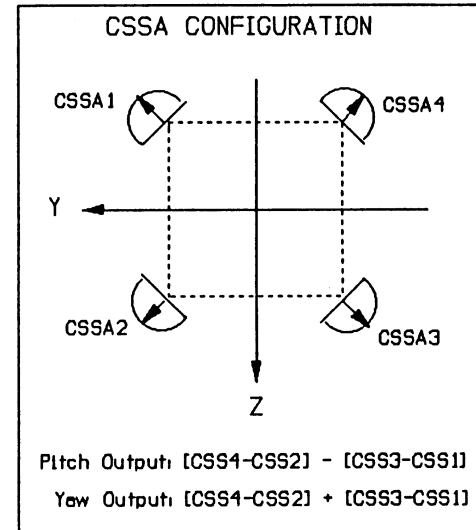 CSSA CONFIGURATION
CSSA1
CSSA4
Y
CSSA2
CSSA3
Z
Pitch Output: [CSS4-CSS2] - [CSS3-CSS1]
Yaw Output: [CSS4-CSS2] + [CSS3-CSS1]